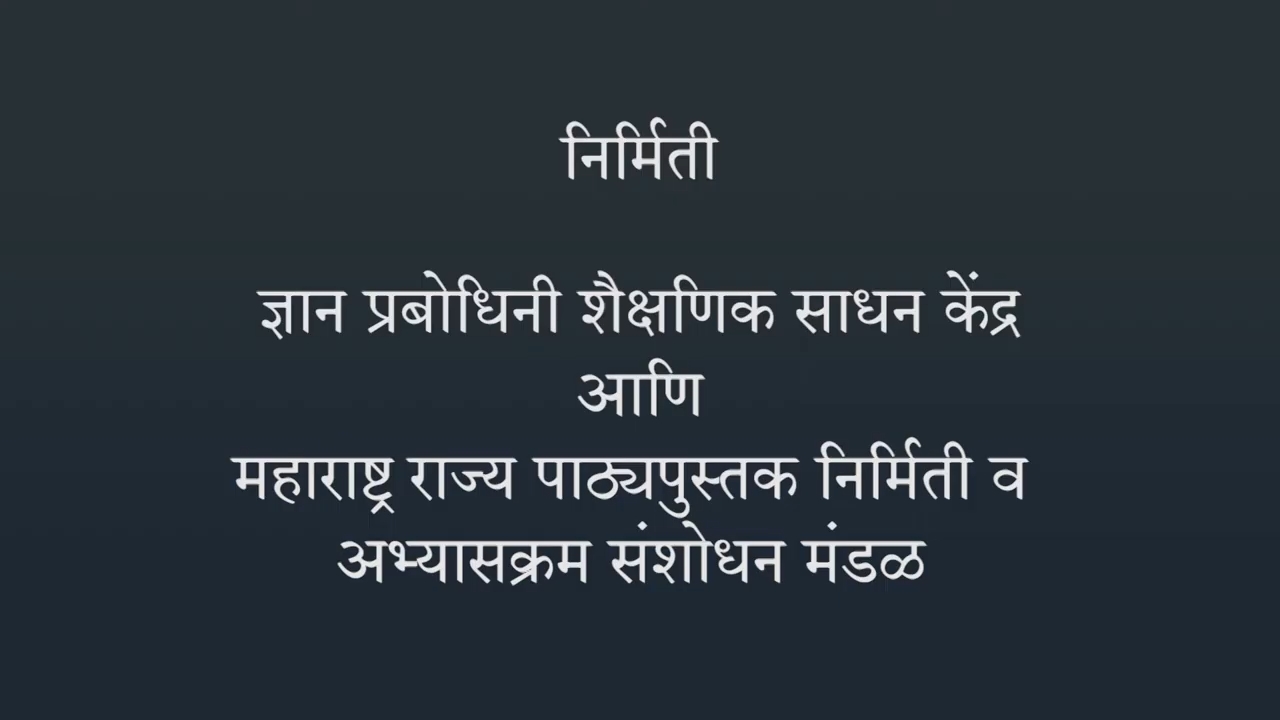 निर्मिती
ज्ञान प्रबोधिनी शैक्षणिक साधन केंद्र
आणि
महाराष्ट्र राज्य पाठ्यपुस्तक निर्मिती व
अभ्यासक्रम संशोधन मंडळ